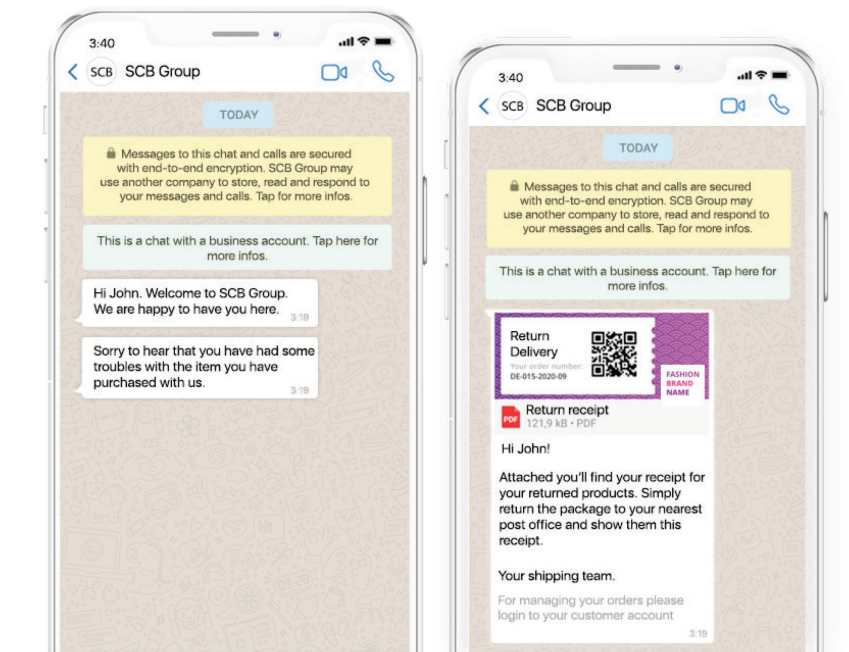 3:40
SCB
SCB Group
TODAY
Messages to this chat and calls are secured
with end-to-end encryption. SCB Group may
use another company to store, read and respond to
your messages and calls. Tap for more infos.
This is a chat with a business account. Tap here for
more infos.
Hi John. Welcome to SCB Group.
We are happy to have you here.
3:19
Sorry to hear that you have had some
troubles with the item you have
purchased with us.
3:19
3:40
SCB
SCB Group
TODAY
Messages to this chat and calls are secured
with end-to-end encryption. SCB Group may
use another company to store, read and respond to
your messages and calls. Tap for more infos.
This is a chat with a business account. Tap here for
more infos.
Return
Delivery
Your order number:
DE-015-2020-09
FASHION
BRAND
NAME
PDF
Return receipt
121,9 kB • PDF
Hi John!
Attached you'll find your receipt for
your returned products. Simply
return the package to your nearest
post office and show them this
receipt.
Your shipping team.
For managing your orders please
login to your customer account
3:19